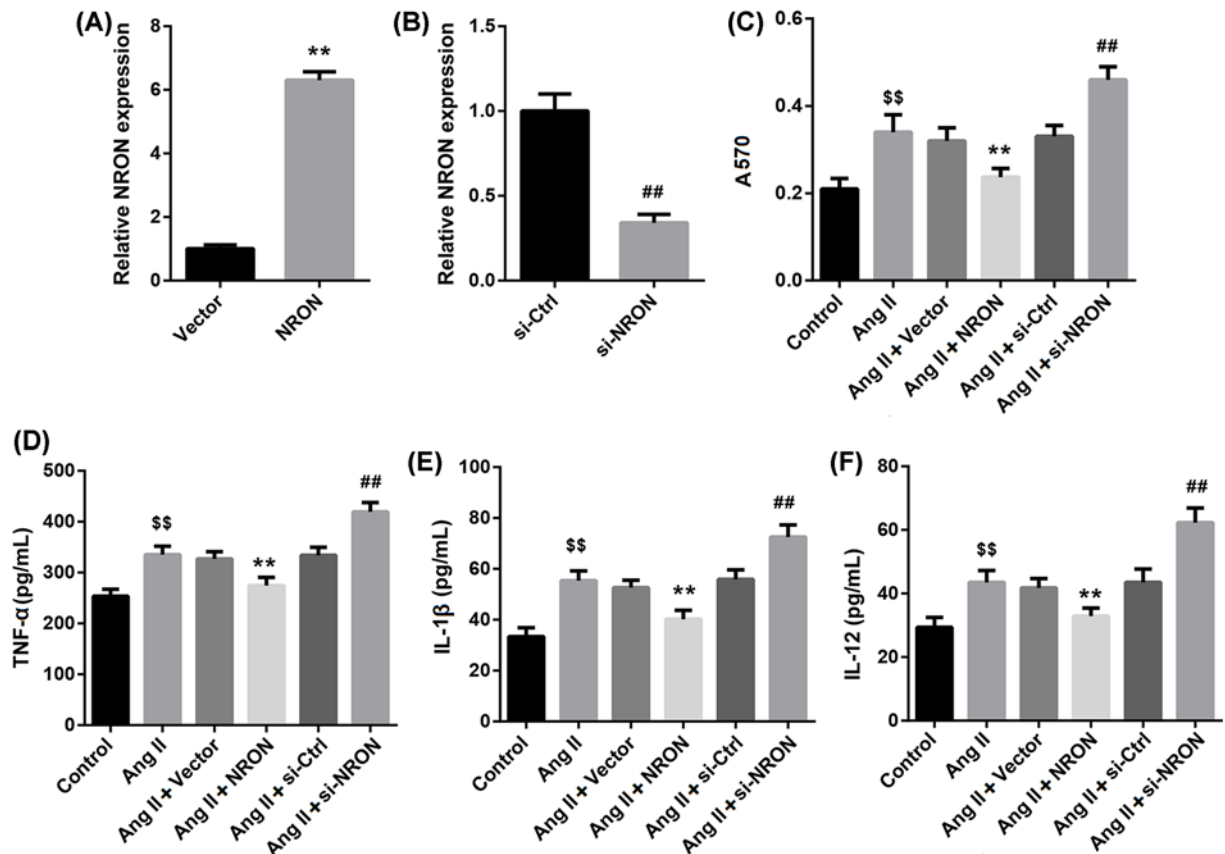 (A)
Relative NRON expression
8
6
4
2
0
**
Vector
NRON
(B)
Relative NRON expression
1.5
1.0
0.5
0.0
##
si-Ctrl
si-NRON
(C)
A570
0.6
0.4
0.2
0.0
$$
**
##
Control
Ang II
Ang II + Vector
Ang II + NRON
Ang II + si-Ctrl
Ang II + si-NRON
(D)
TNF-α (pg/mL)
500
400
300
200
100
0
$$
**
##
Control
Ang II
Ang II + Vector
Ang II + NRON
Ang II + si-Ctrl
Ang II + si-NRON
(E)
IL-1β (pg/mL)
100
80
60
40
20
0
$$
**
##
Control
Ang II
Ang II + Vector
Ang II + NRON
Ang II + si-Ctrl
Ang II + si-NRON
(F)
IL-12 (pg/mL)
80
60
40
20
0
$$
**
##
Control
Ang II
Ang II + Vector
Ang II + NRON
Ang II + si-Ctrl
Ang II + si-NRON